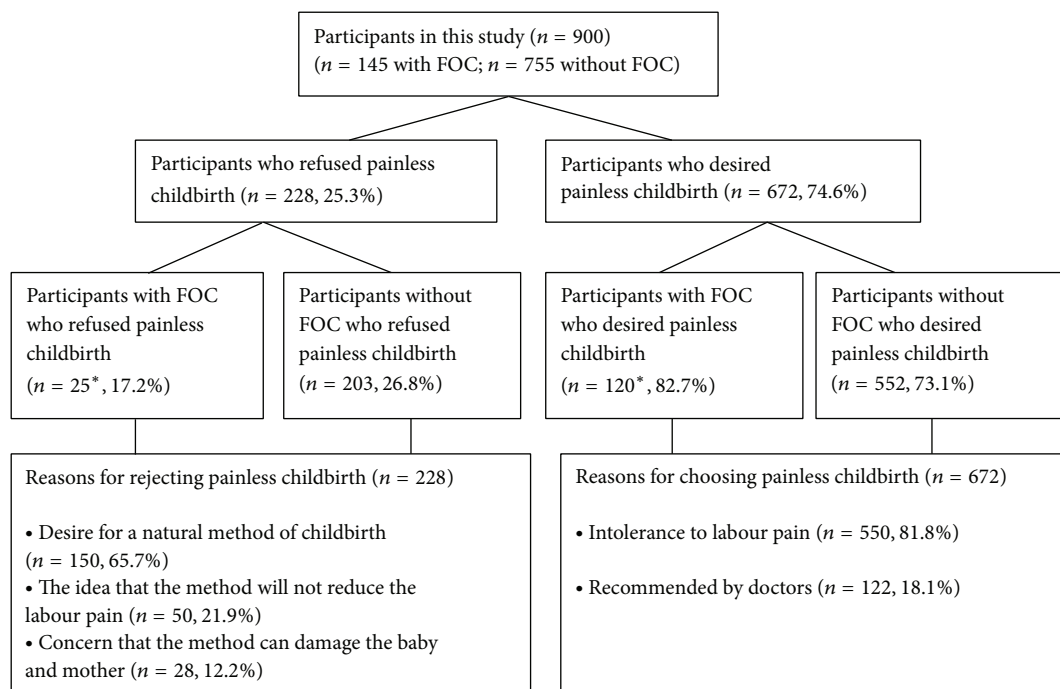 Participants in this study (n = 900)
(n = 145 with FOC; n = 755 without FOC)
Participants who refused painless
childbirth (n = 228, 25.3%)
Participants who desired
painless childbirth (n = 672, 74.6%)
Participants with FOC
who refused painless
childbirth
(n = 25*, 17.2%)
Participants without
FOC who refused
painless childbirth
(n = 203, 26.8%)
Participants with FOC
who desired painless
childbirth
(n = 120*, 82.7%)
Participants without
FOC who desired
painless childbirth
(n = 552, 73.1%)
Reasons for rejecting painless childbirth (n = 228)
• Desire for a natural method of childbirth
(n = 150, 65.7%)
• The idea that the method will not reduce the
labour pain (n = 50, 21.9%)
• Concern that the method can damage the baby
and mother (n = 28, 12.2%)
Reasons for choosing painless childbirth (n = 672)
• Intolerance to labour pain (n = 550, 81.8%)
• Recommended by doctors (n = 122, 18.1%)